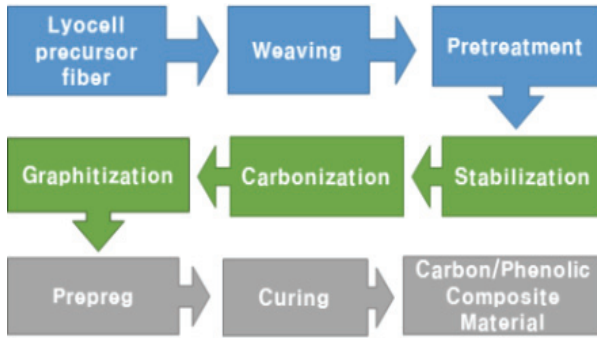 Lyocell
precursor
fiber
Weaving
Pretreatment
Stabilization
Carbonization
Graphitization
Prepreg
Curing
Carbon/Phenolic
Composite
Material